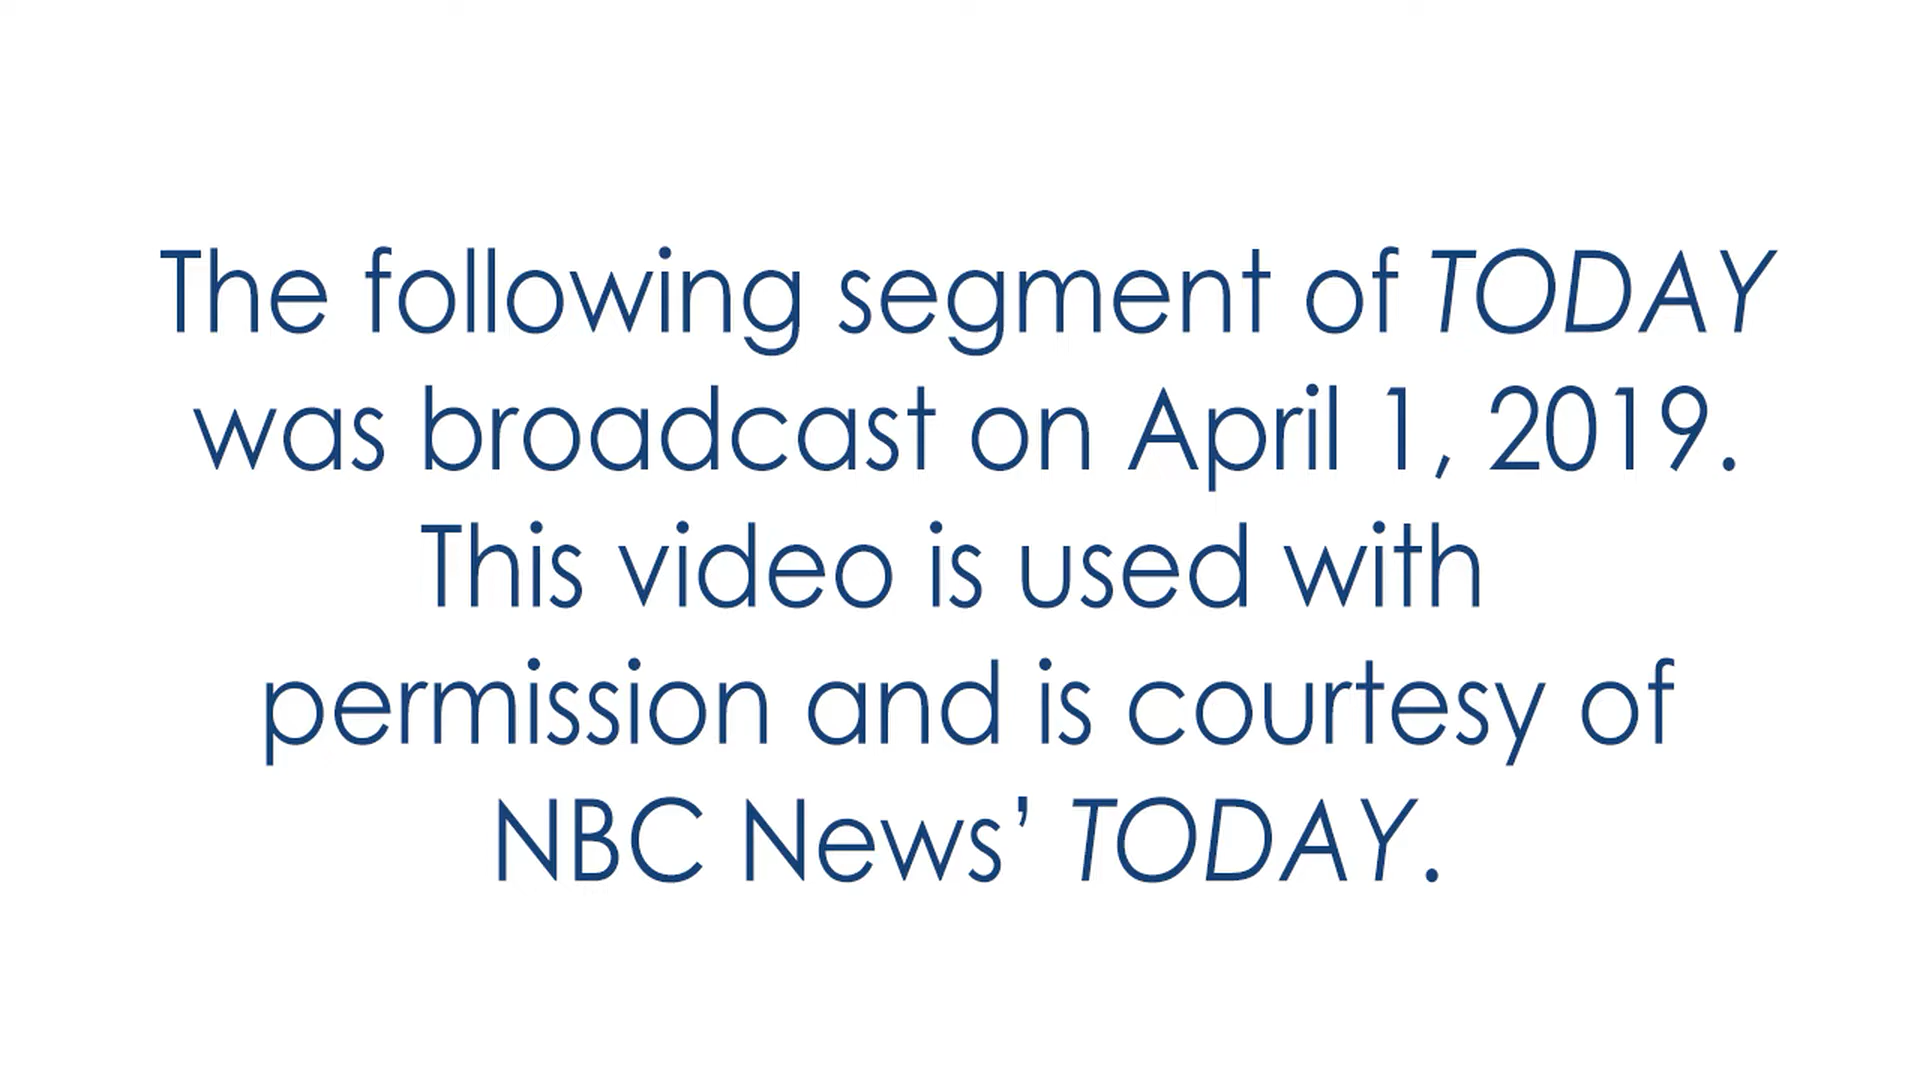 The following segment of TODAY
was broadcast on April 1, 2019.
This video is used with
permission and is courtesy of
NBC News’ TODAY.